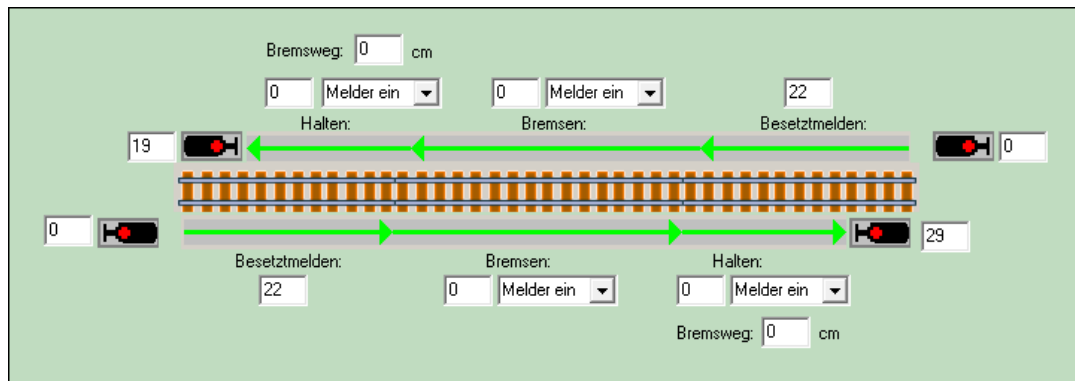 Bremsweg: 0 cm
0 Melder ein 0 Melder ein 22
Halten: Bremsen: Besetztmelden:
19 0
0 29
Besetztmelden: Bremsen: Halten:
22 0 Melder ein 0 Melder ein
Bremsweg: 0 cm